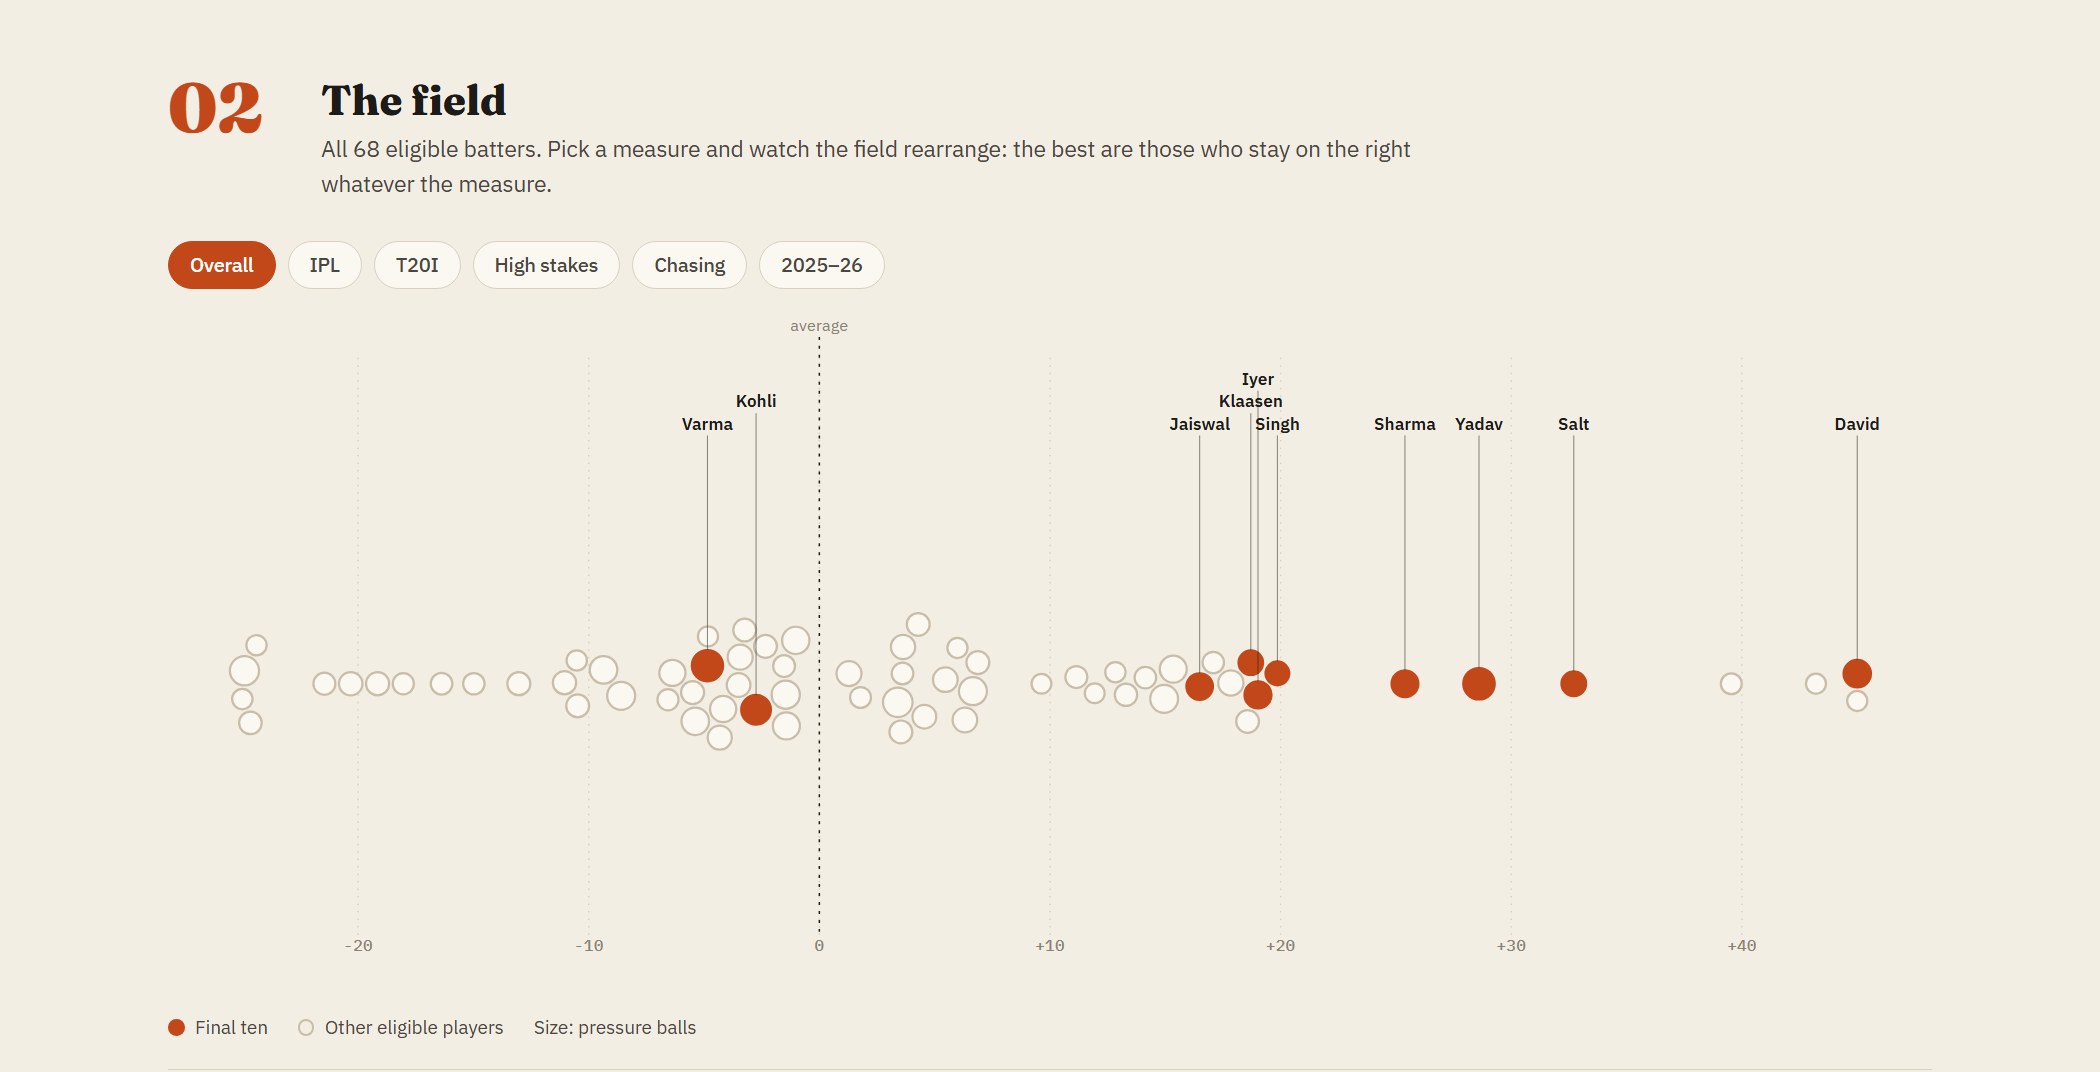 02
The field
All 68 eligible batters. Pick a measure and watch the field rearrange: the best are those who stay on the right
whatever the measure.
Overall
IPL
T20I
High stakes
Chasing
2025–26
average
Iyer
Kohli
Klaasen
Varma
Jaiswal
Singh
Sharma
Yadav
Salt
David
-20
-10
0
+10
+20
+30
+40
Final ten
Other eligible players
Size: pressure balls